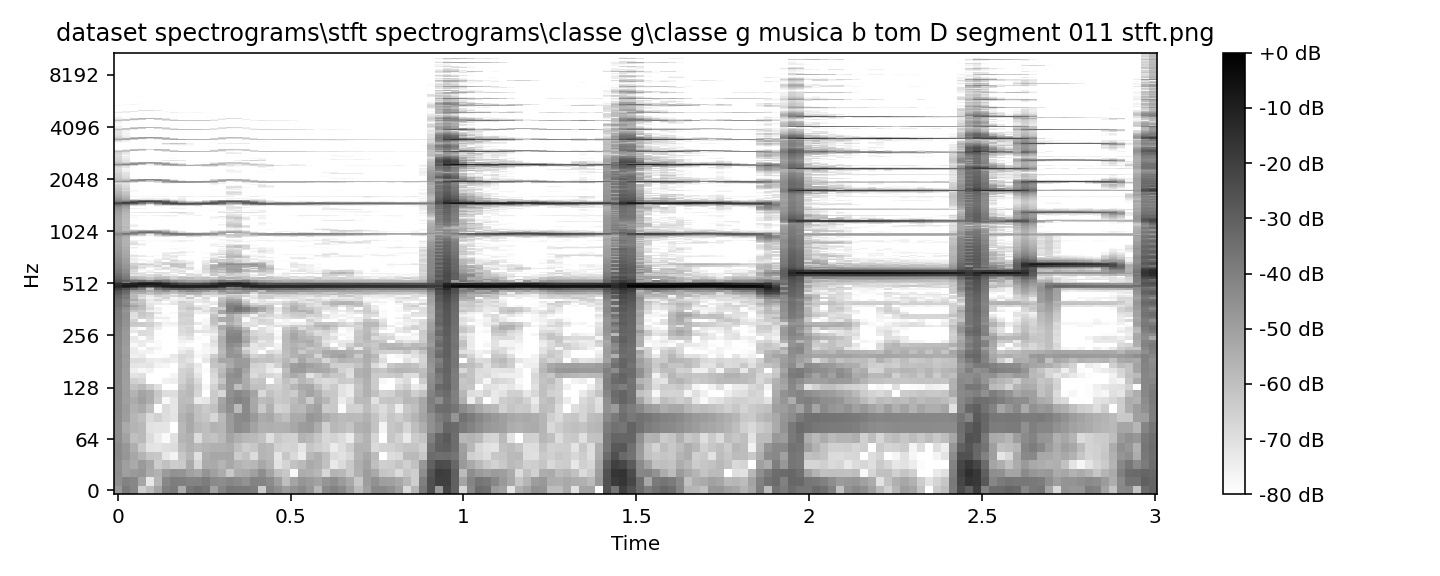 dataset spectrograms\stft spectrograms\classe g\classe g musica b tom D segment 011 stft.png
8192
4096
2048
1024
512
256
128
64
0
Hz
0
0.5
1
1.5
2
2.5
3
Time
+0 dB
-10 dB
-20 dB
-30 dB
-40 dB
-50 dB
-60 dB
-70 dB
-80 dB